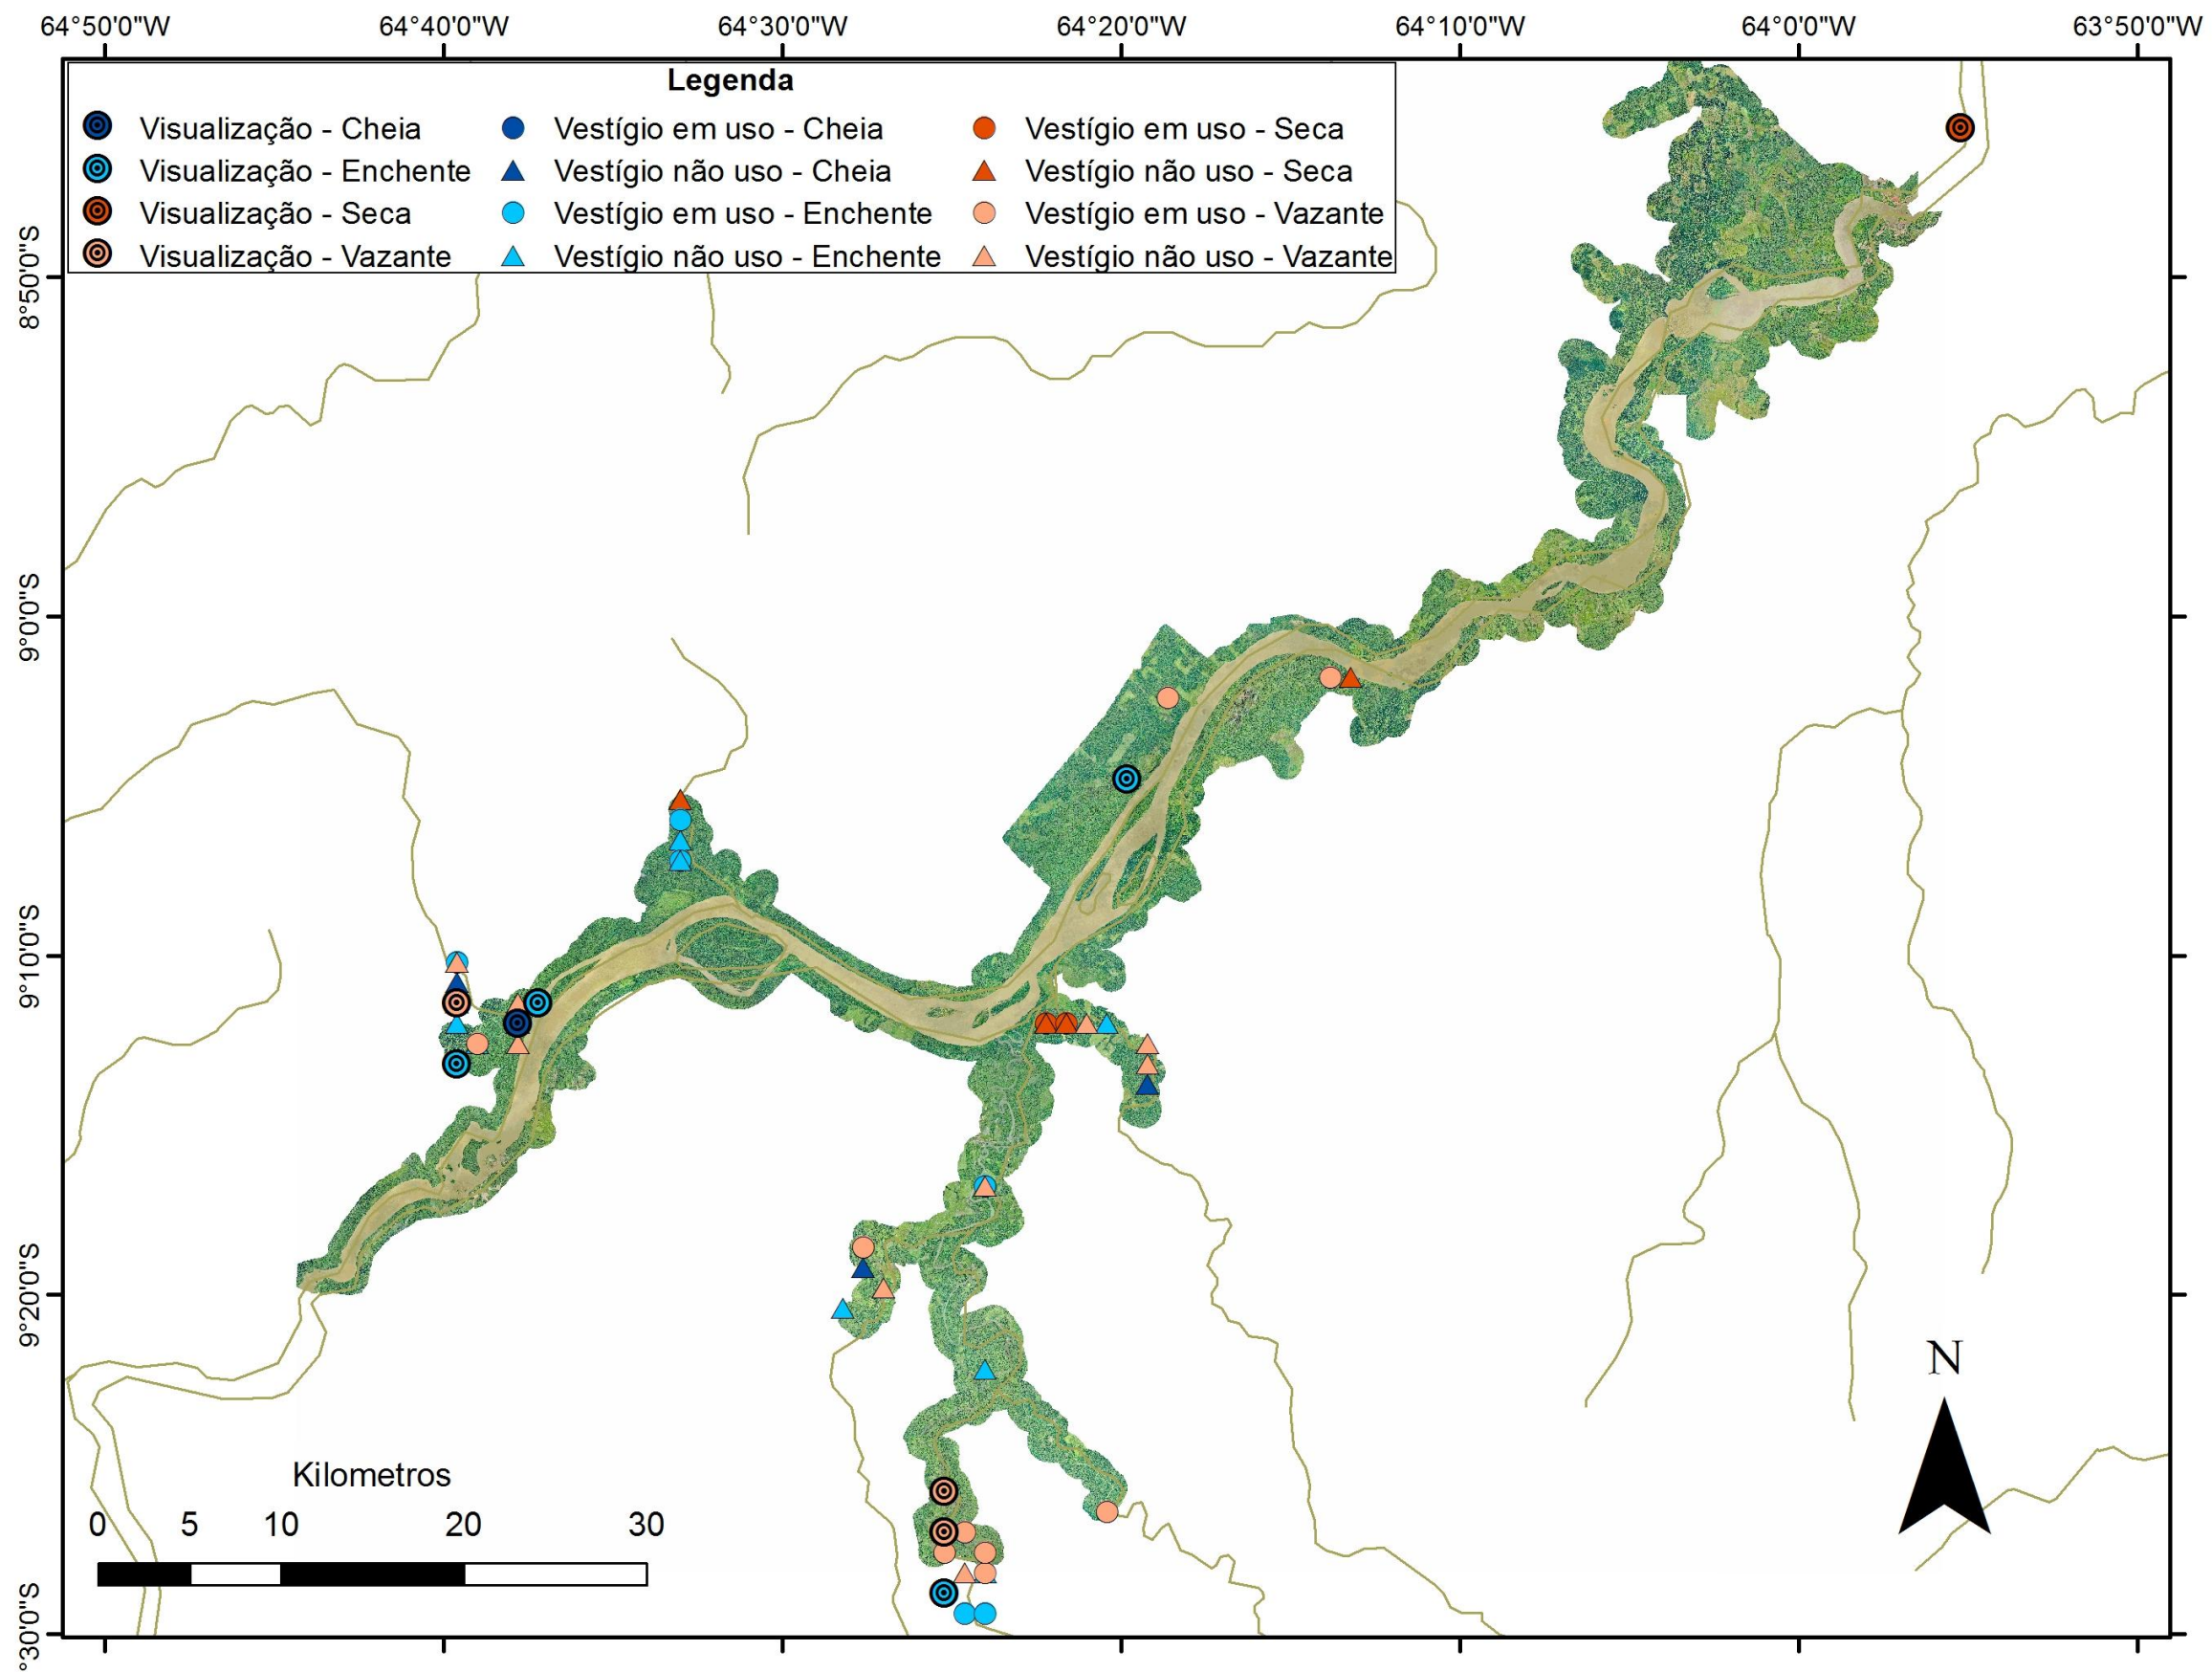 64°50'0"W 64°40'0"W 64°30'0"W 64°20'0"W 64°10'0"W 64°0'0"W 63°50'0"W
Legenda
Visualização - Cheia Vestígio em uso - Cheia Vestígio em uso - Seca
Visualização - Enchente Vestígio não uso - Cheia Vestígio não uso - Seca
Visualização - Seca Vestígio em uso - Enchente Vestígio em uso - Vazante
Visualização - Vazante Vestígio não uso - Enchente Vestígio não uso - Vazante
8°50'0"S
9°0'0"S
9°10'0"S
9°20'0"S
°30'0"S
N
Kilometros
0 5 10 20 30